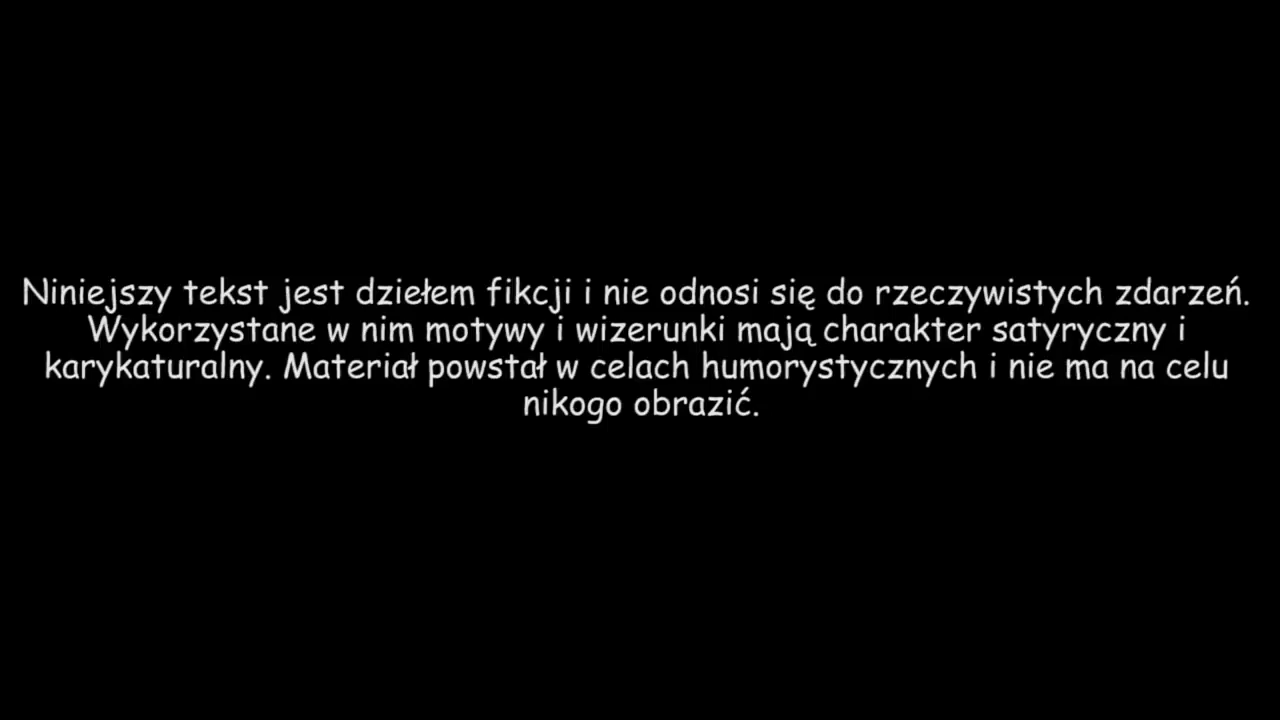 Niniejszy tekst jest dziełem fikcji i nie odnosi się do rzeczywistych zdarzeń.
Wykorzystane w nim motywy i wizerunki mają charakter satyryczny i
karykaturalny. Materiał powstał w celach humorystycznych i nie ma na celu
nikogo obrazić.